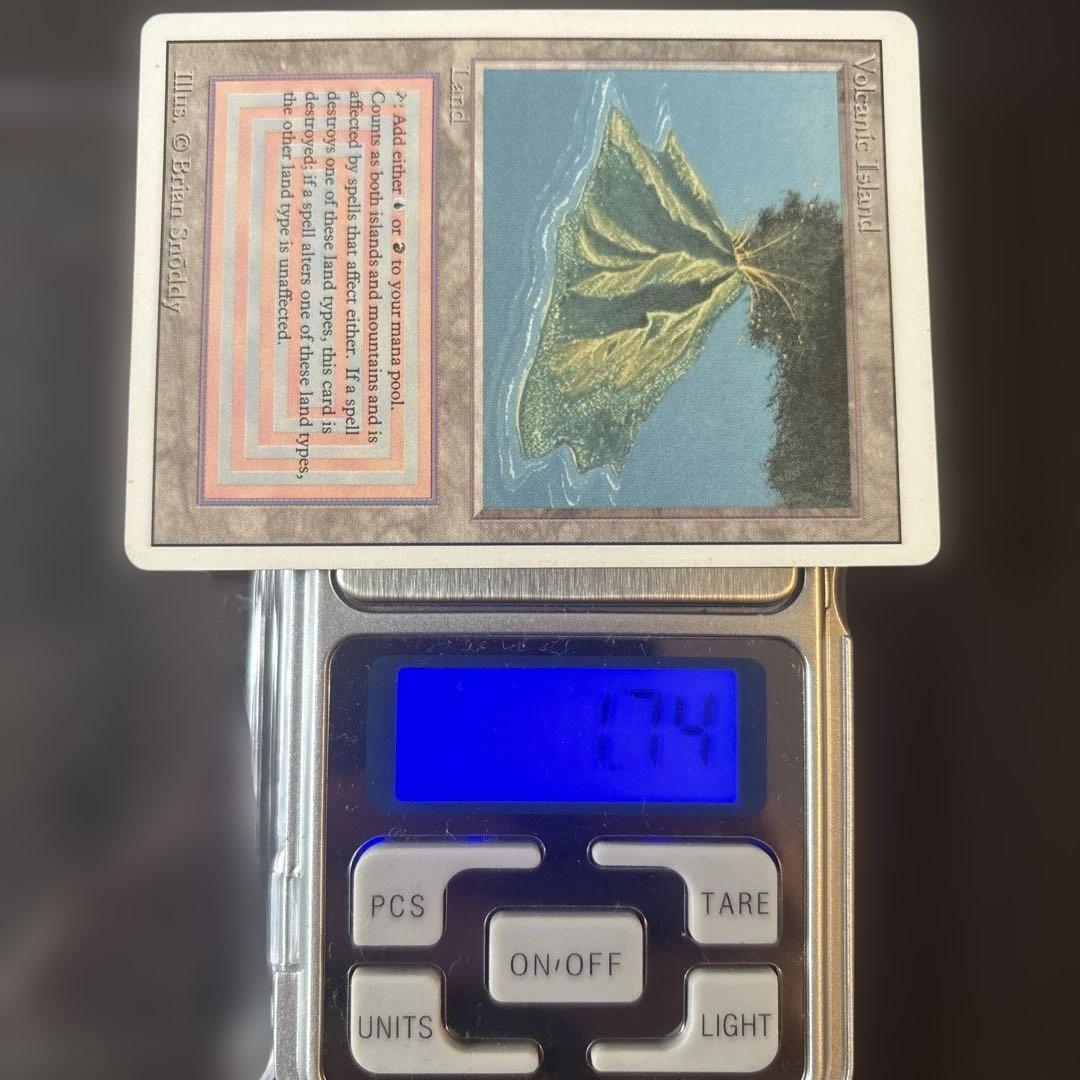 Volcanic Island
Land
: Add either or to your mana pool.
Counts as both islands and mountains and is
affected by spells that affect either. If a spell
destroys one of these land types, this card is
destroyed; if a spell alters one of these land types,
the other land type is unaffected.
Illus. © Brian Snöddy
1.74
PCS
TARE
ON/OFF
UNITS
LIGHT